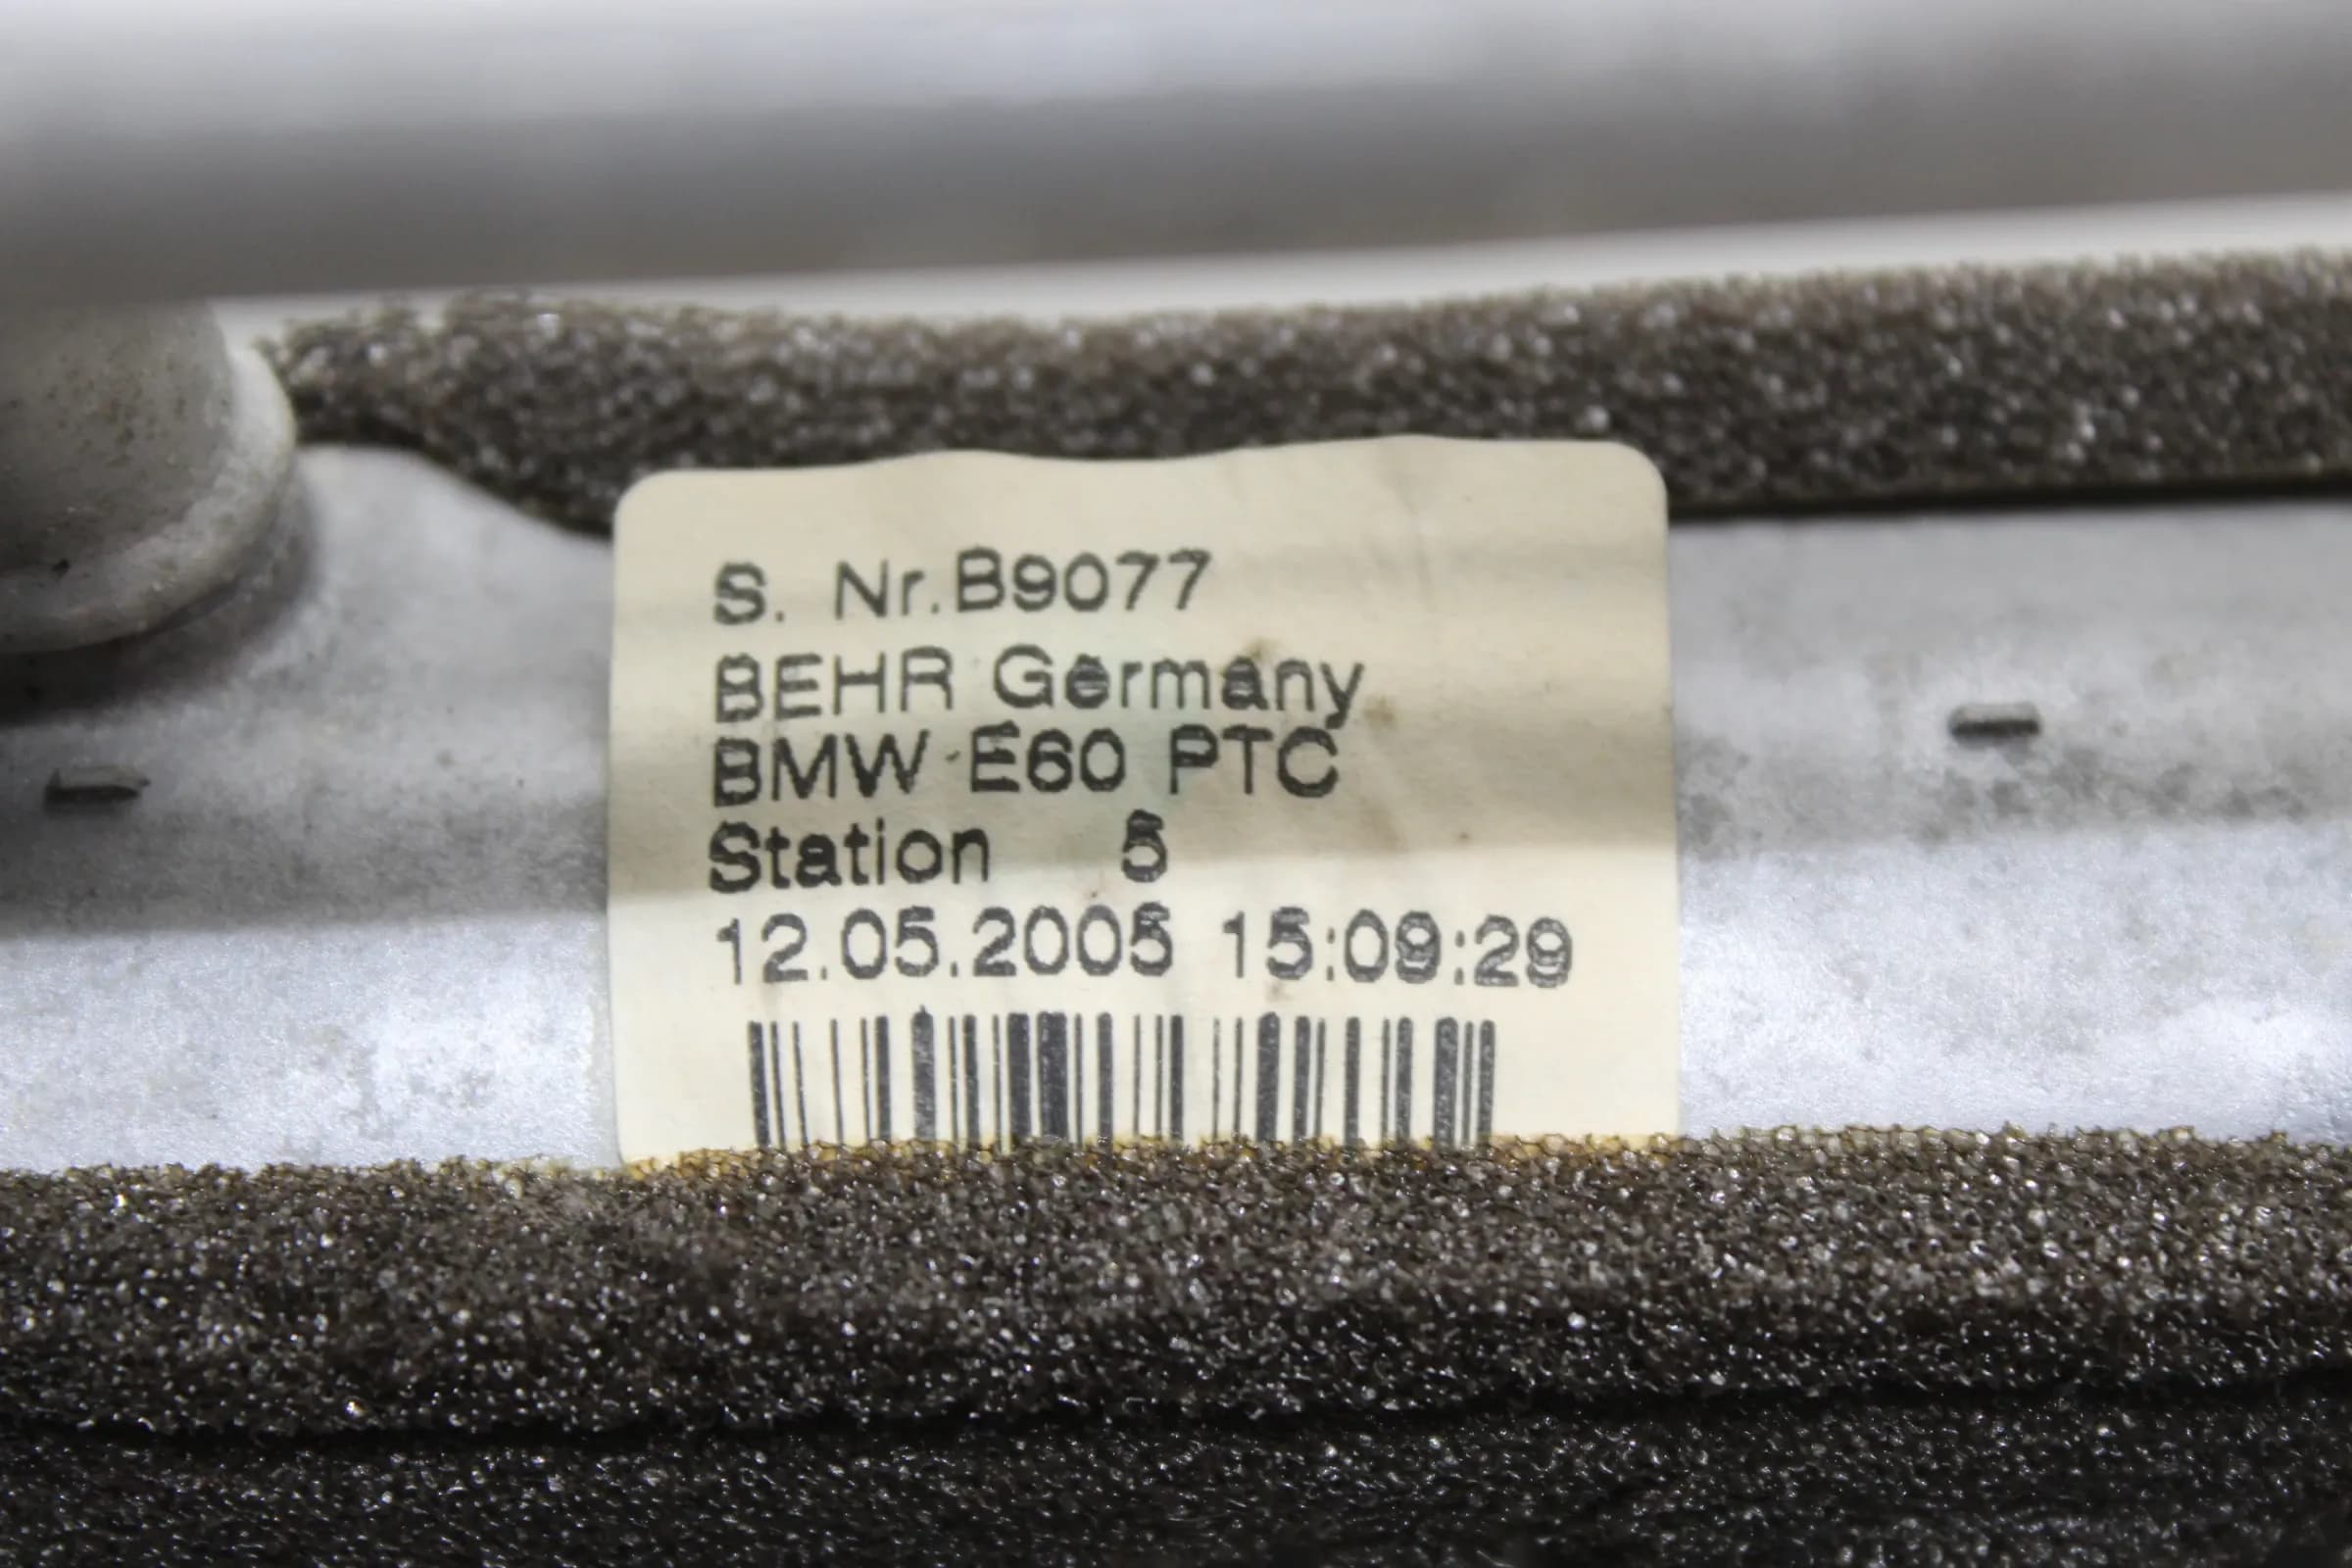 S. Nr.B9077
BEHR Germany
BMW E60 PTC
Station 5
12.05.2005 15:09:29